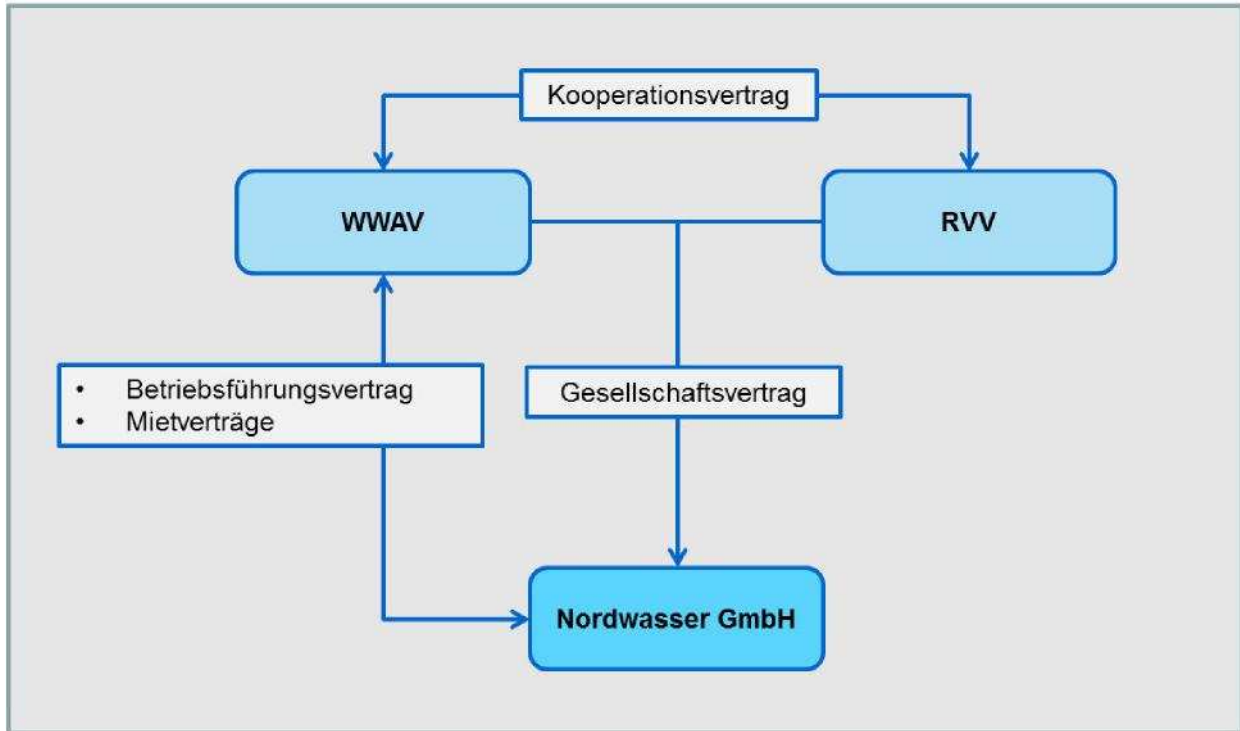 Kooperationsvertrag
WWAV
RVV
• Betriebsführungsvertrag
• Mietverträge
Gesellschaftsvertrag
Nordwasser GmbH